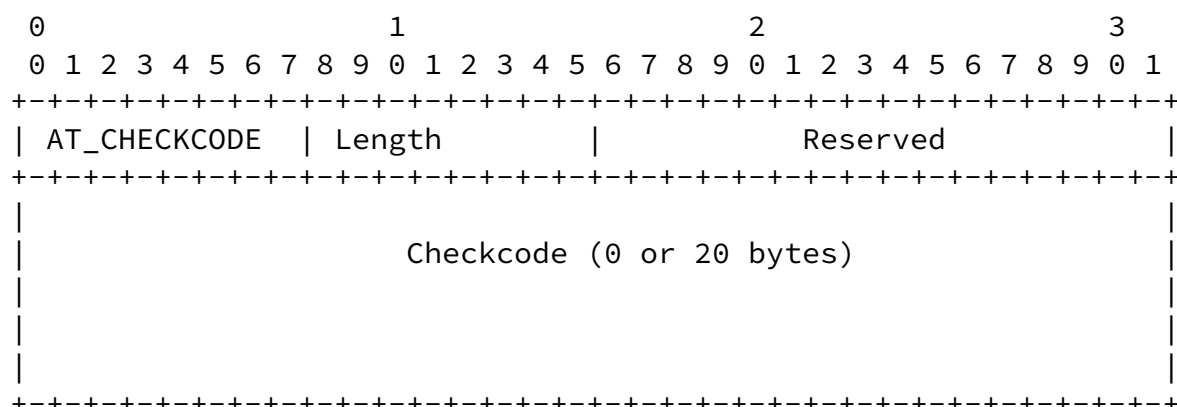 0                   1                   2                   3
 0 1 2 3 4 5 6 7 8 9 0 1 2 3 4 5 6 7 8 9 0 1 2 3 4 5 6 7 8 9 0 1
+-+-+-+-+-+-+-+-+-+-+-+-+-+-+-+-+-+-+-+-+-+-+-+-+-+-+-+-+-+-+-+-+
| AT_CHECKCODE  | Length        |           Reserved            |
+-+-+-+-+-+-+-+-+-+-+-+-+-+-+-+-+-+-+-+-+-+-+-+-+-+-+-+-+-+-+-+-+
|                                                               |
|                     Checkcode (0 or 20 bytes)                 |
|                                                               |
|                                                               |
|                                                               |
+-+-+-+-+-+-+-+-+-+-+-+-+-+-+-+-+-+-+-+-+-+-+-+-+-+-+-+-+-+-+-+-+